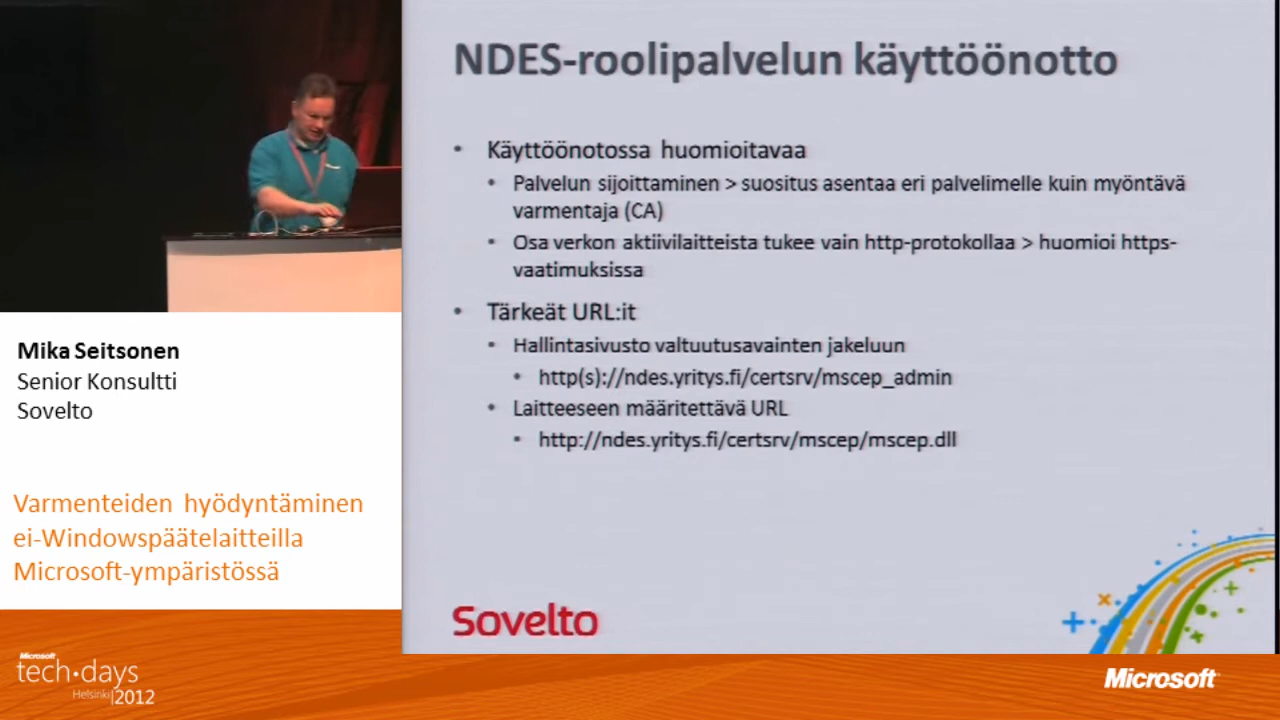 NDES-roolipalvelun käyttöönotto
• Käyttöönotossa huomioitavaa
• Palvelun sijoittaminen > suositus asentaa eri palvelimelle kuin myöntävä
varmentaja (CA)
• Osa verkon aktiivilaitteista tukee vain http-protokollaa > huomioi https-
vaatimuksissa
• Tärkeät URL:it
• Hallintasivusto valtuutusavainten jakeluun
• http(s)://ndes.yritys.fi/certsrv/mscep_admin
• Laitteeseen määritettävä URL
• http://ndes.yritys.fi/certsrv/mscep/mscep.dll
Sovelto
Mika Seitsonen
Senior Konsultti
Sovelto
Varmenteiden hyödyntäminen
ei-Windowspäätelaitteilla
Microsoft-ympäristössä
Microsoft
tech·days
Helsinki|2012
Microsoft